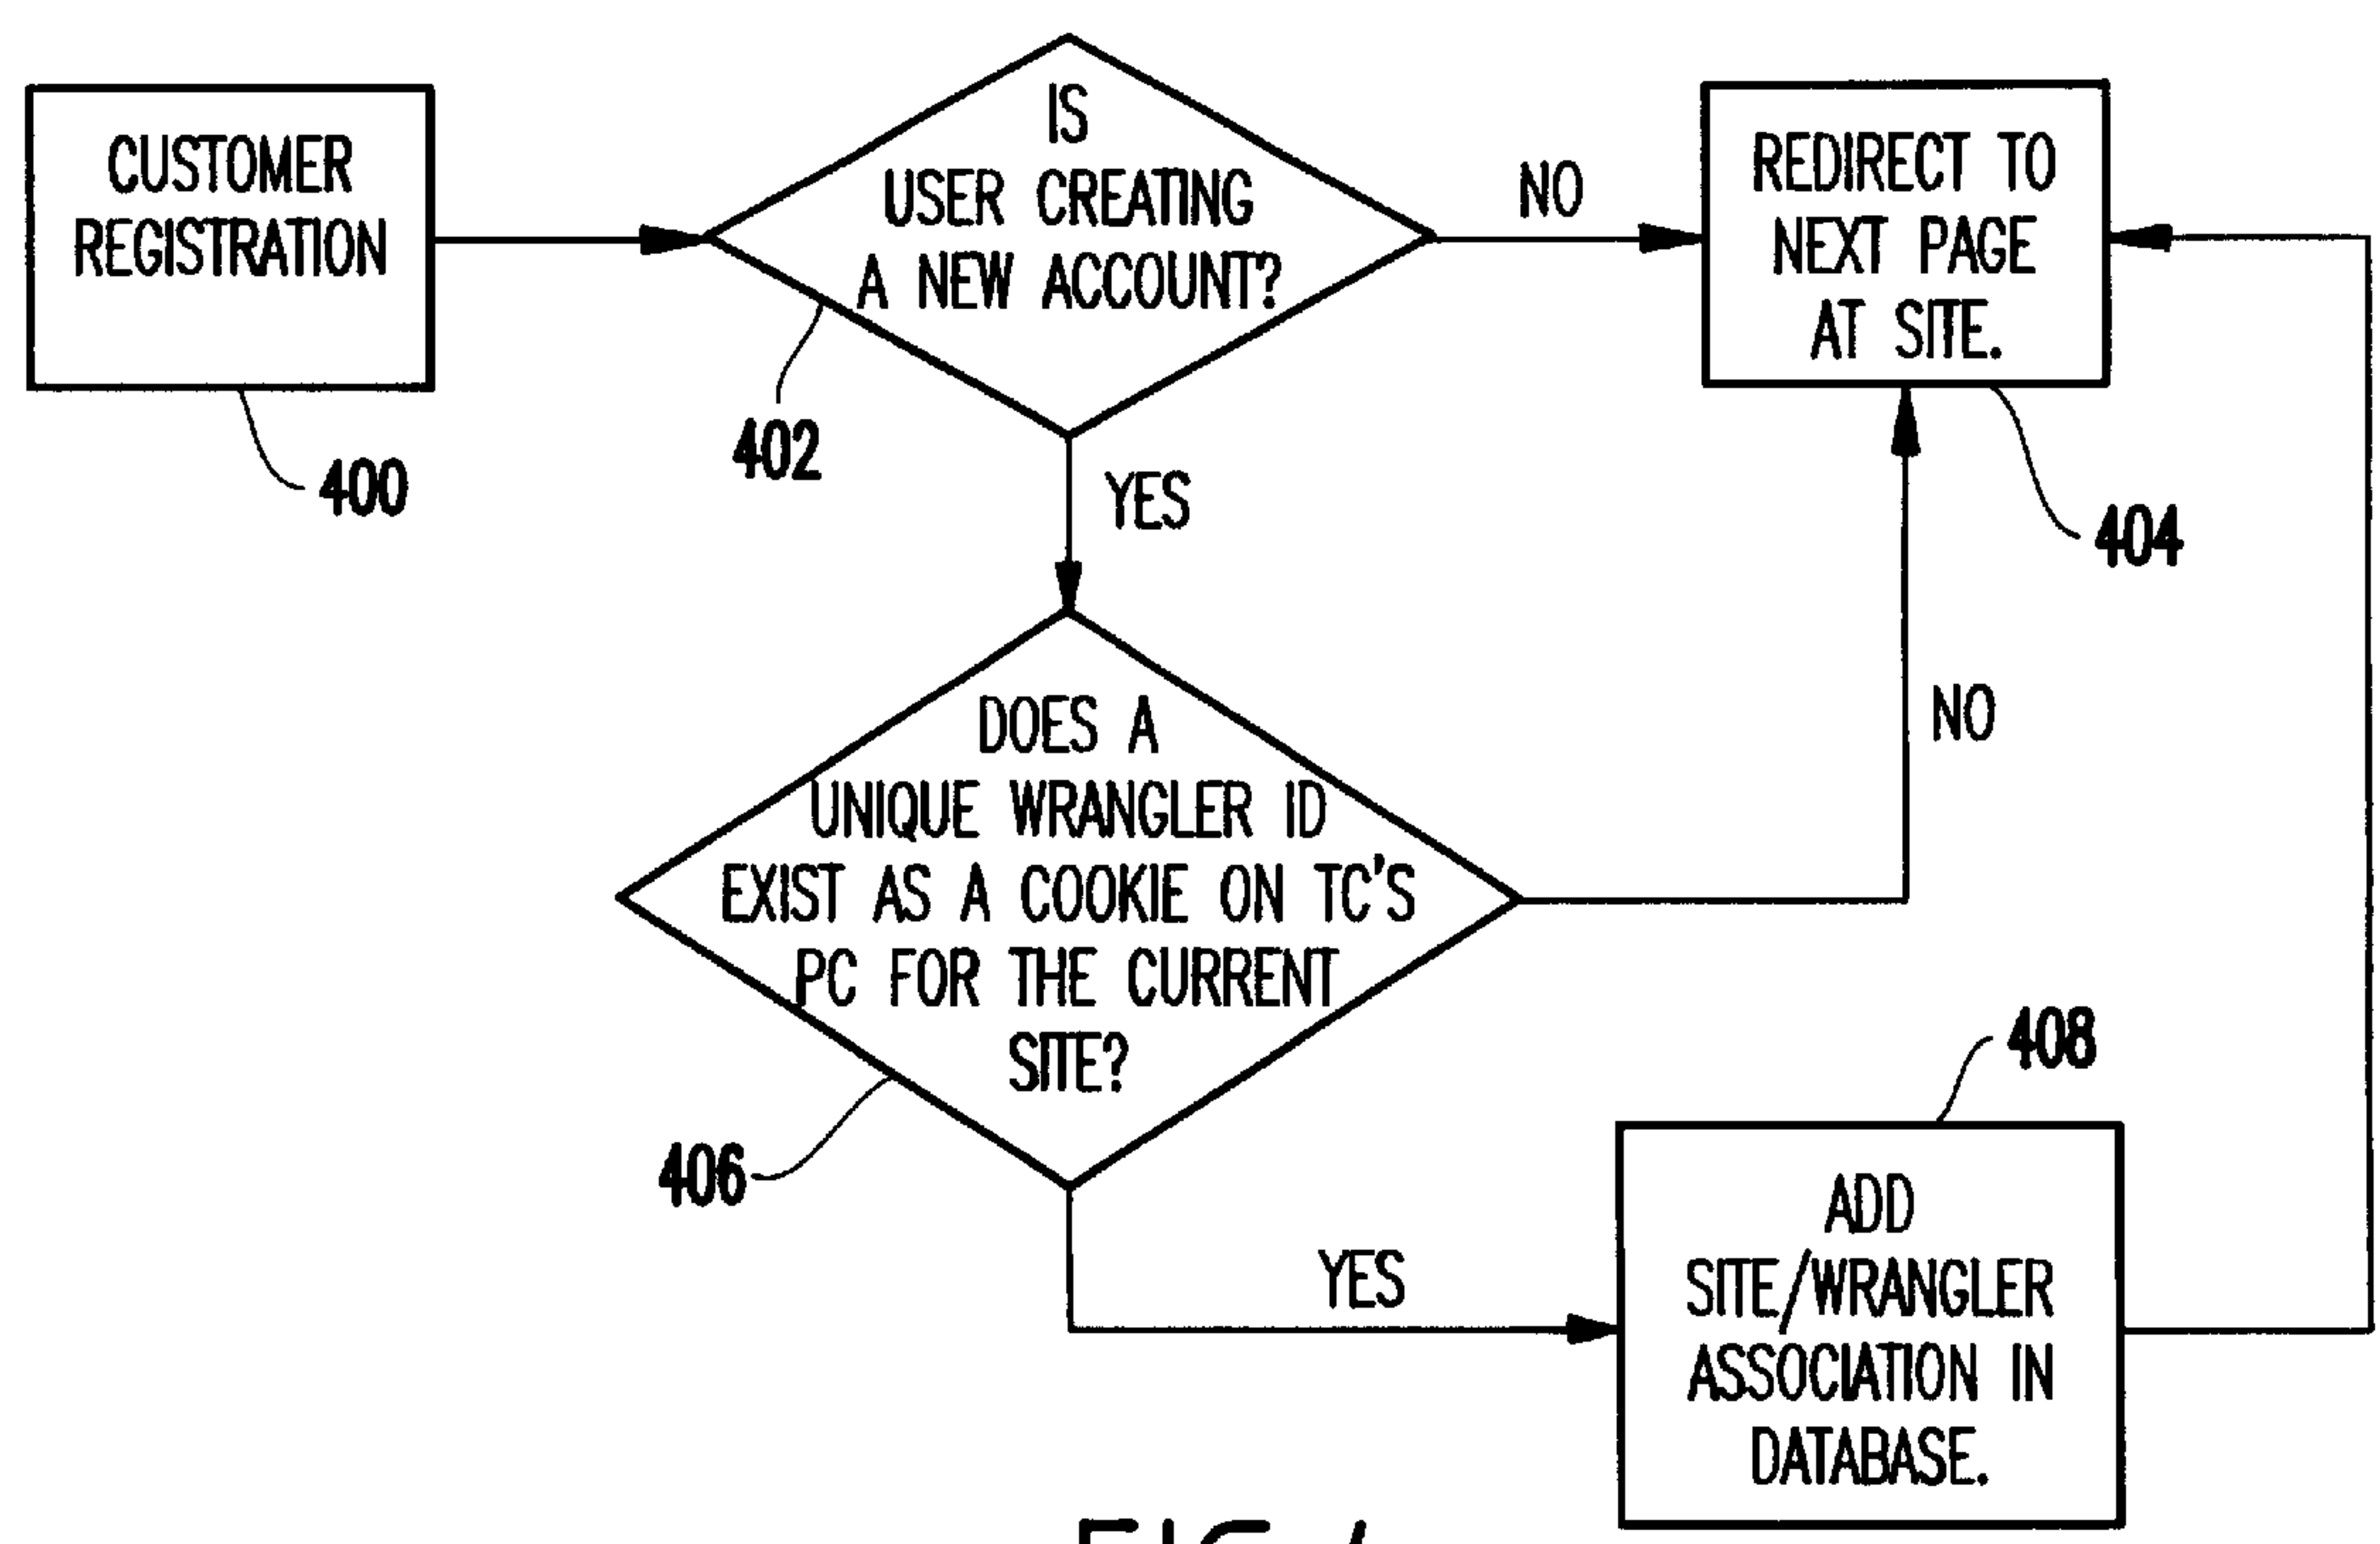 CUSTOMER
REGISTRATION
400
IS
USER CREATING
A NEW ACCOUNT?
402
NO
REDIRECT TO
NEXT PAGE
AT SITE.
404
YES
DOES A
UNIQUE WRANGLER ID
EXIST AS A COOKIE ON TC'S
PC FOR THE CURRENT
SITE?
406
NO
YES
408
ADD
SITE/WRANGLER
ASSOCIATION IN
DATABASE.